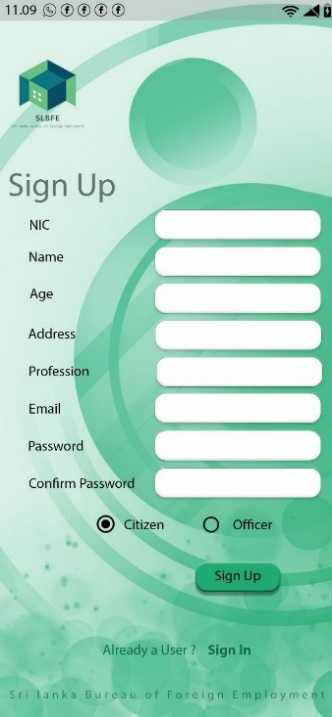 11.09
SLBFE
Sign Up
NIC
Name
Age
Address
Profession
Email
Password
Confirm Password
Citizen Officer
Sign Up
Already a User ? Sign In
Sri lanka Bureau of Foreign Employment